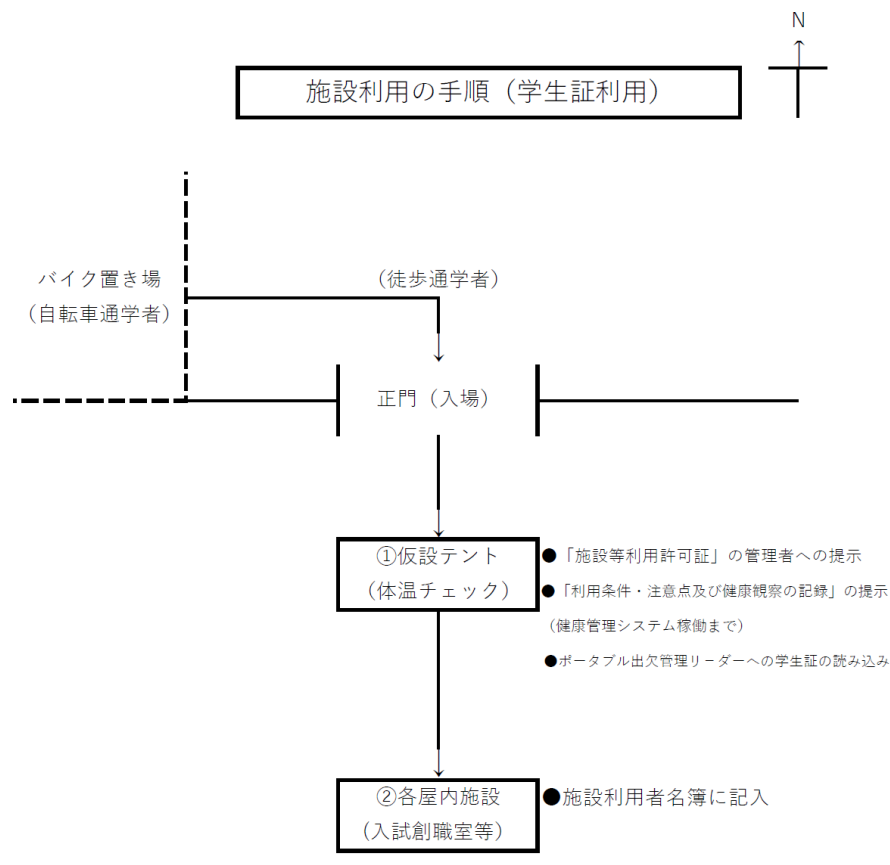 N
施設利用の手順（学生証利用）
バイク置き場
（自転車通学者）
（徒歩通学者）
正門（入場）
①仮設テント
（体温チェック）
●「施設等利用許可証」の管理者への提示
●「利用条件・注意点及び健康観察の記録」の提示
（健康管理システム稼働まで）
●ポータブル出欠管理リーダーへの学生証の読み込み
②各屋内施設
（入試創職室等）
●施設利用者名簿に記入